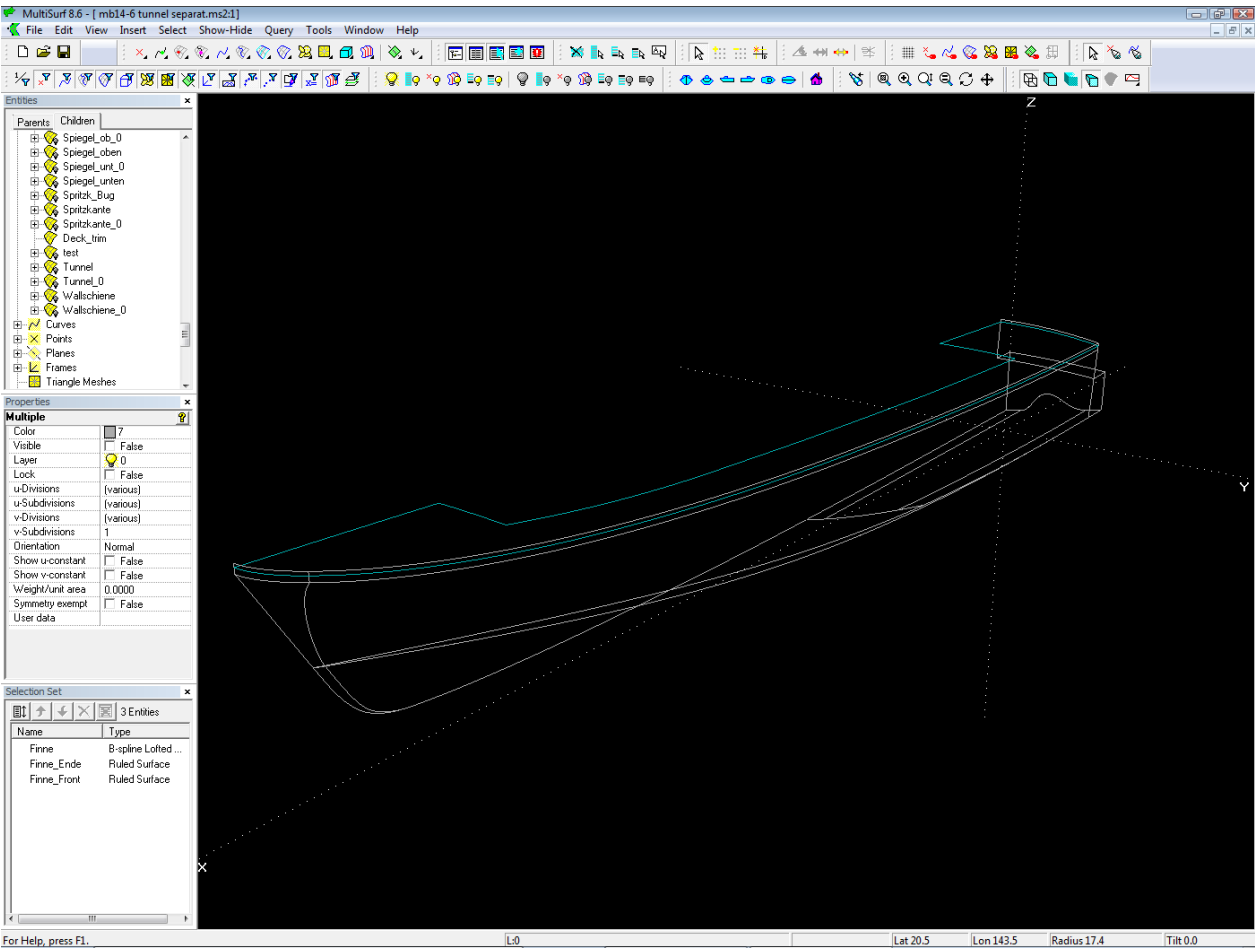 MultiSurf 8.6 - [ mb14-6 tunnel separat.ms2:1]
File Edit View Insert Select Show-Hide Query Tools Window Help
Entities
Parents Children
Spiegel_ob_0
Spiegel_oben
Spiegel_unt_0
Spiegel_unten
Spritzk_Bug
Spritzkante
Spritzkante_0
Deck_trim
test
Tunnel
Tunnel_0
Wallschiene
Wallschiene_0
Curves
Points
Planes
Frames
Triangle Meshes
Properties
Multiple
Color 7
Visible False
Layer 0
Lock False
u-Divisions (various)
u-Subdivisions (various)
v-Divisions (various)
v-Subdivisions 1
Orientation Normal
Show u-constant False
Show v-constant False
Weight/unit area 0.0000
Symmetry exempt False
User data
Selection Set
3 Entities
Name Type
Finne B-spline Lofted ...
Finne_Ende Ruled Surface
Finne_Front Ruled Surface
Z
Y
X
For Help, press F1. L:0 Lat 20.5 Lon 143.5 Radius 17.4 Tilt 0.0